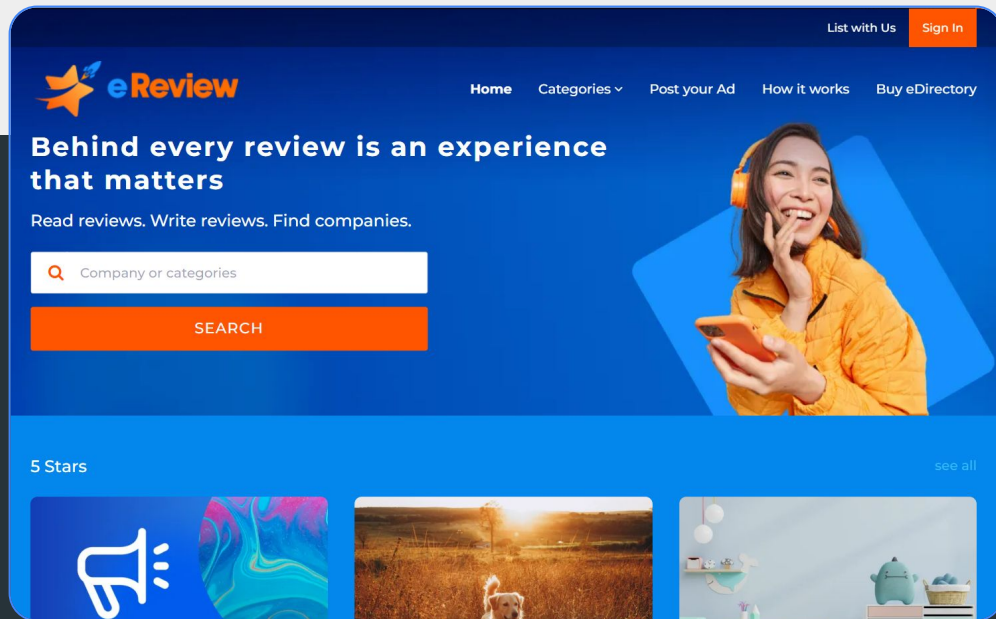 List with Us
Sign In
eReview
Home
Categories
Post your Ad
How it works
Buy eDirectory
Behind every review is an experience
that matters
Read reviews. Write reviews. Find companies.
Company or categories
SEARCH
5 Stars
see all